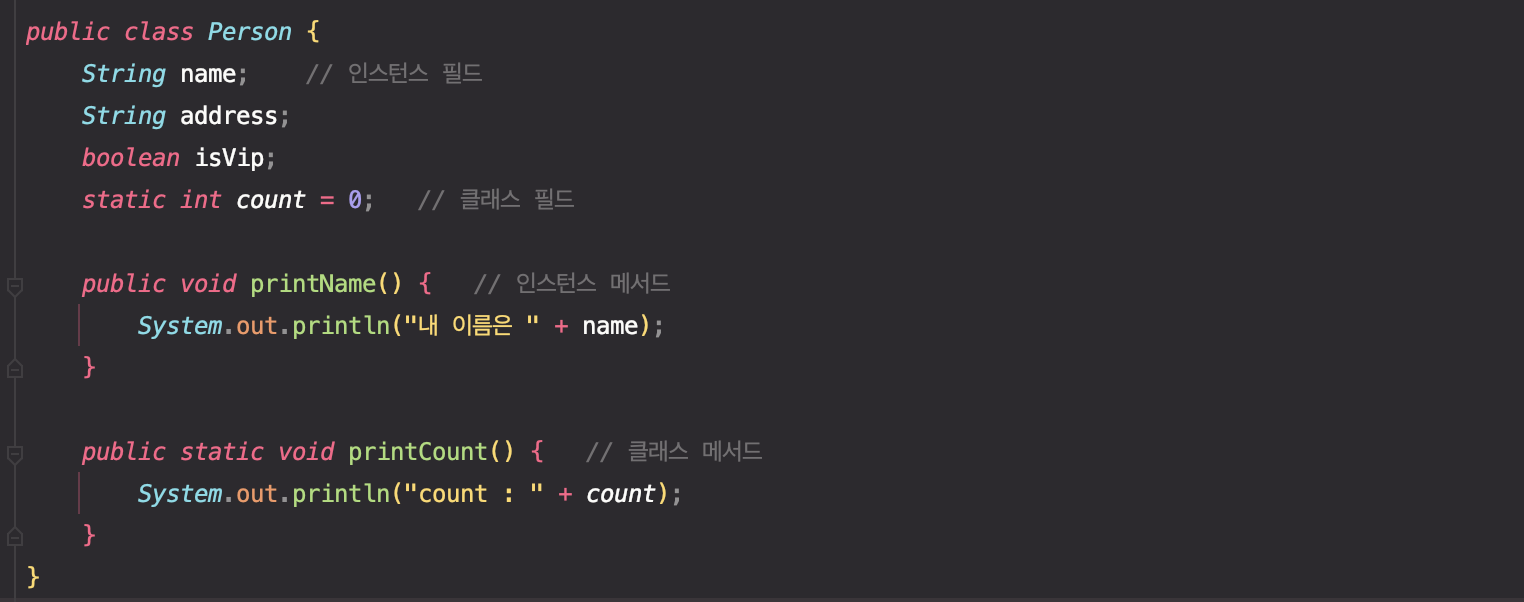 public class Person {
    String name;    // 인스턴스 필드
    String address;
    boolean isVip;
    static int count = 0;   // 클래스 필드

    public void printName() {   // 인스턴스 메서드
        System.out.println("내 이름은 " + name);
    }

    public static void printCount() {   // 클래스 메서드
        System.out.println("count : " + count);
    }
}